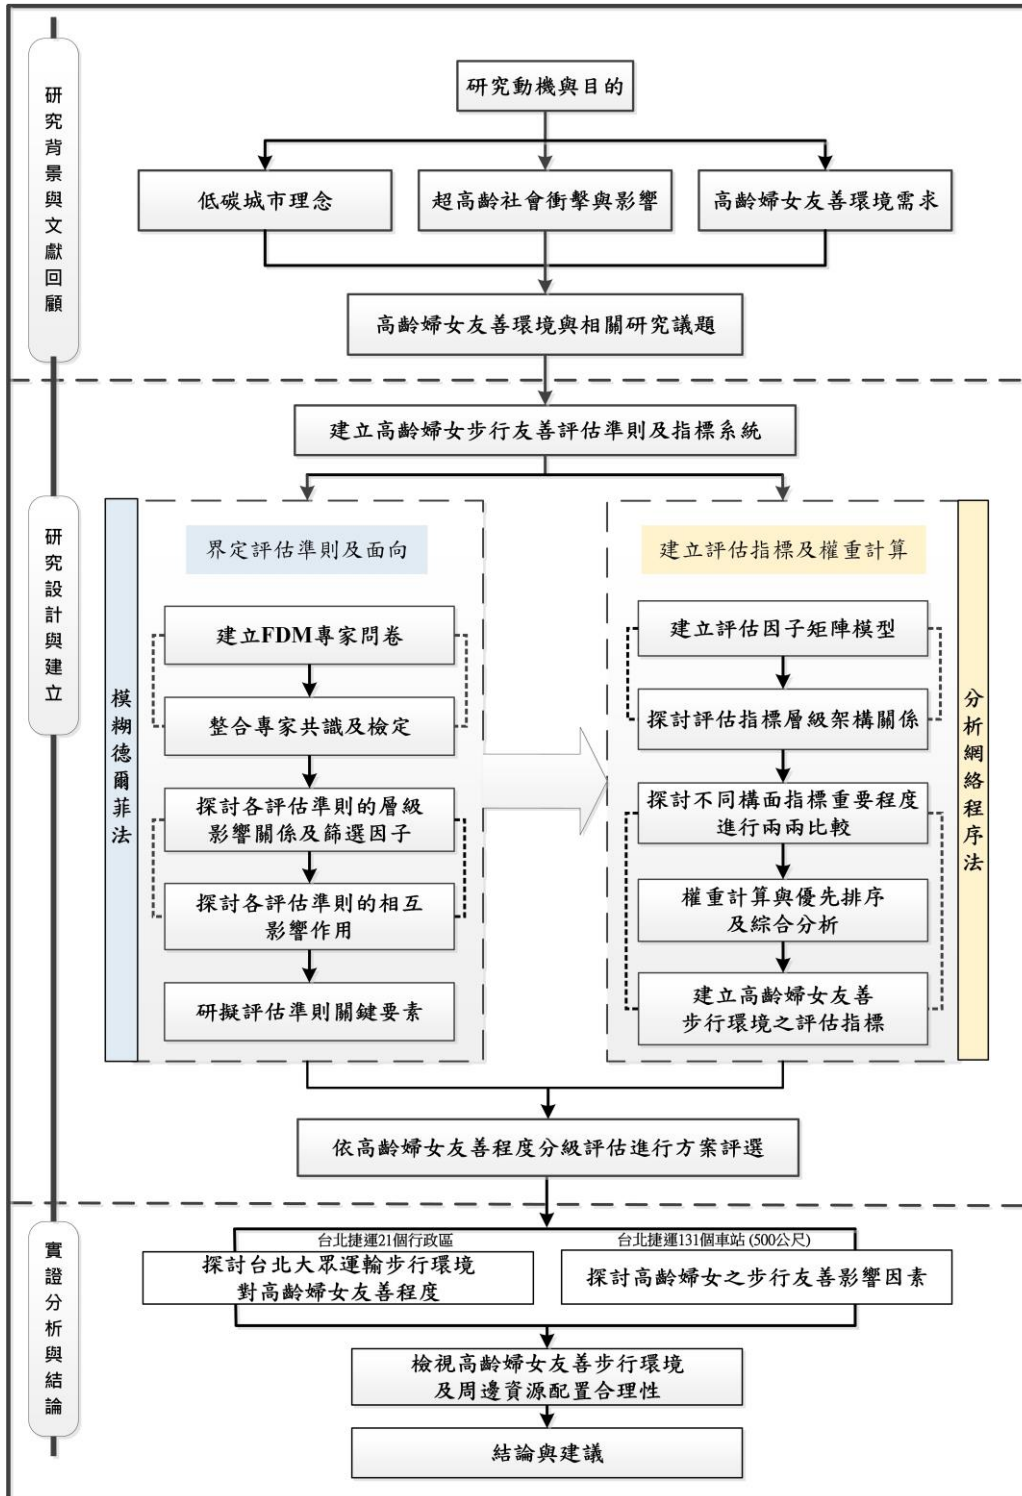 研究背景與文獻回顧
研究動機與目的
低碳城市理念
超高齡社會衝擊與影響
高齡婦女友善環境需求
高齡婦女友善環境與相關研究議題
研究設計與建立
建立高齡婦女步行友善評估準則及指標系統
模糊德爾菲法
界定評估準則及面向
建立FDM專家問卷
整合專家共識及檢定
探討各評估準則的層級
影響關係及篩選因子
探討各評估準則的相互
影響作用
研擬評估準則關鍵要素
建立評估指標及權重計算
建立評估因子矩陣模型
探討評估指標層級架構關係
探討不同構面指標重要程度
進行兩兩比較
權重計算與優先排序
及綜合分析
建立高齡婦女友善
步行環境之評估指標
分析網絡程序法
依高齡婦女友善程度分級評估進行方案評選
實證分析與結論
台北捷運21個行政區
探討台北大眾運輸步行環境
對高齡婦女友善程度
台北捷運131個車站 (500公尺)
探討高齡婦女之步行友善影響因素
檢視高齡婦女友善步行環境
及周邊資源配置合理性
結論與建議